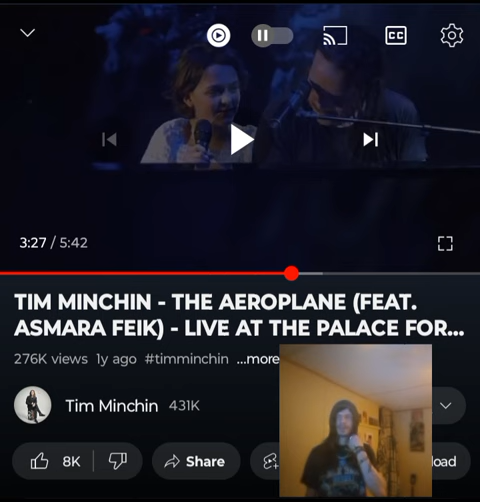 CC
3:27 / 5:42
TIM MINCHIN - THE AEROPLANE (FEAT.
ASMARA FEIK) - LIVE AT THE PALACE FOR...
276K views 1y ago #timminchin ...more
Tim Minchin 431K
8K Share load